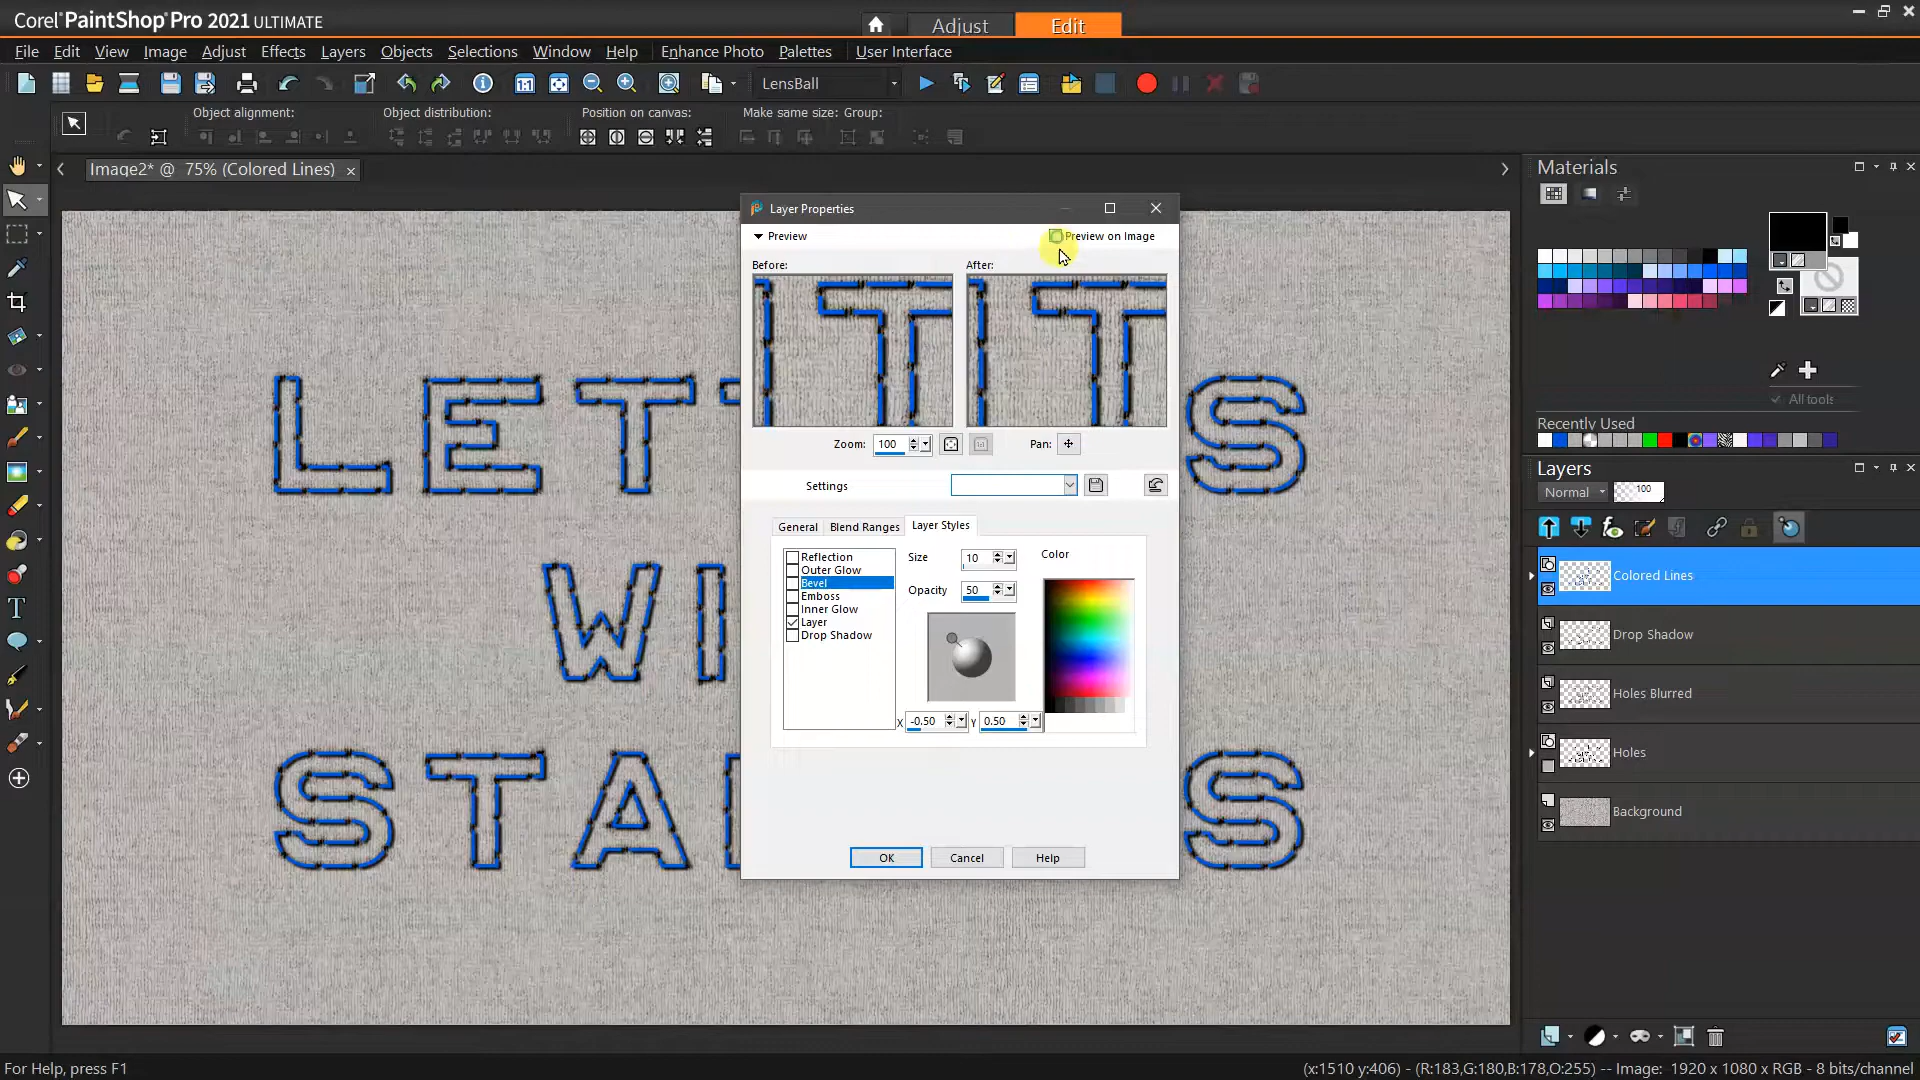 Corel PaintShop Pro 2021 ULTIMATE
Adjust
Edit
File Edit View Image Adjust Effects Layers Objects Selections Window Help Enhance Photo Palettes User Interface
LensBall
Object alignment: Object distribution: Position on canvas: Make same size: Group:
Image2* @ 75% (Colored Lines)
Layer Properties
Preview
Preview on Image
Before:
After:
Zoom: 100
Pan:
Settings
General
Blend Ranges
Layer Styles
Reflection
Outer Glow
Bevel
Emboss
Inner Glow
Layer
Drop Shadow
Size 10
Opacity 50
Color
X -0.50
Y 0.50
OK
Cancel
Help
LETT S
WI
STA S
Materials
All tools
Recently Used
Layers
Normal
100
Colored Lines
Drop Shadow
Holes Blurred
Holes
Background
For Help, press F1
(x:1510 y:406) - (R:183,G:180,B:178,O:255) -- Image: 1920 x 1080 x RGB - 8 bits/channel